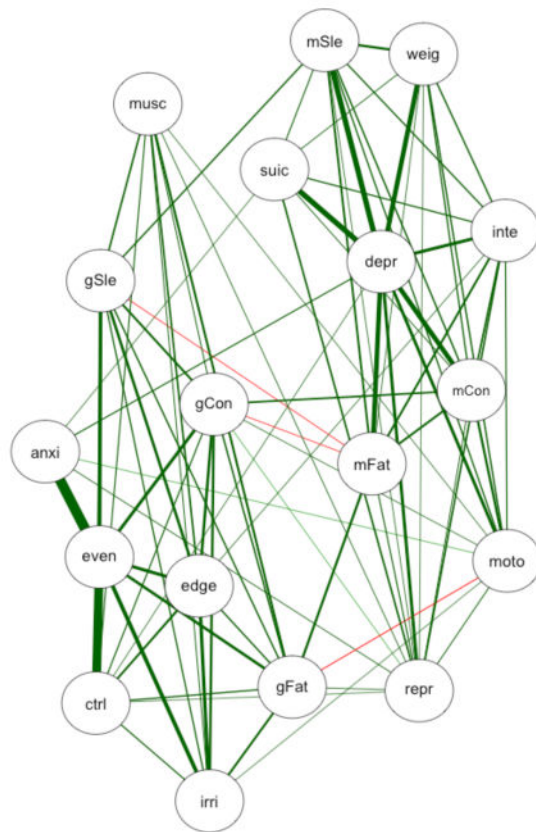 mSle
weig
musc
suic
inte
depr
gSle
mCon
gCon
anxi
mFat
even
edge
moto
gFat
repr
ctrl
irri